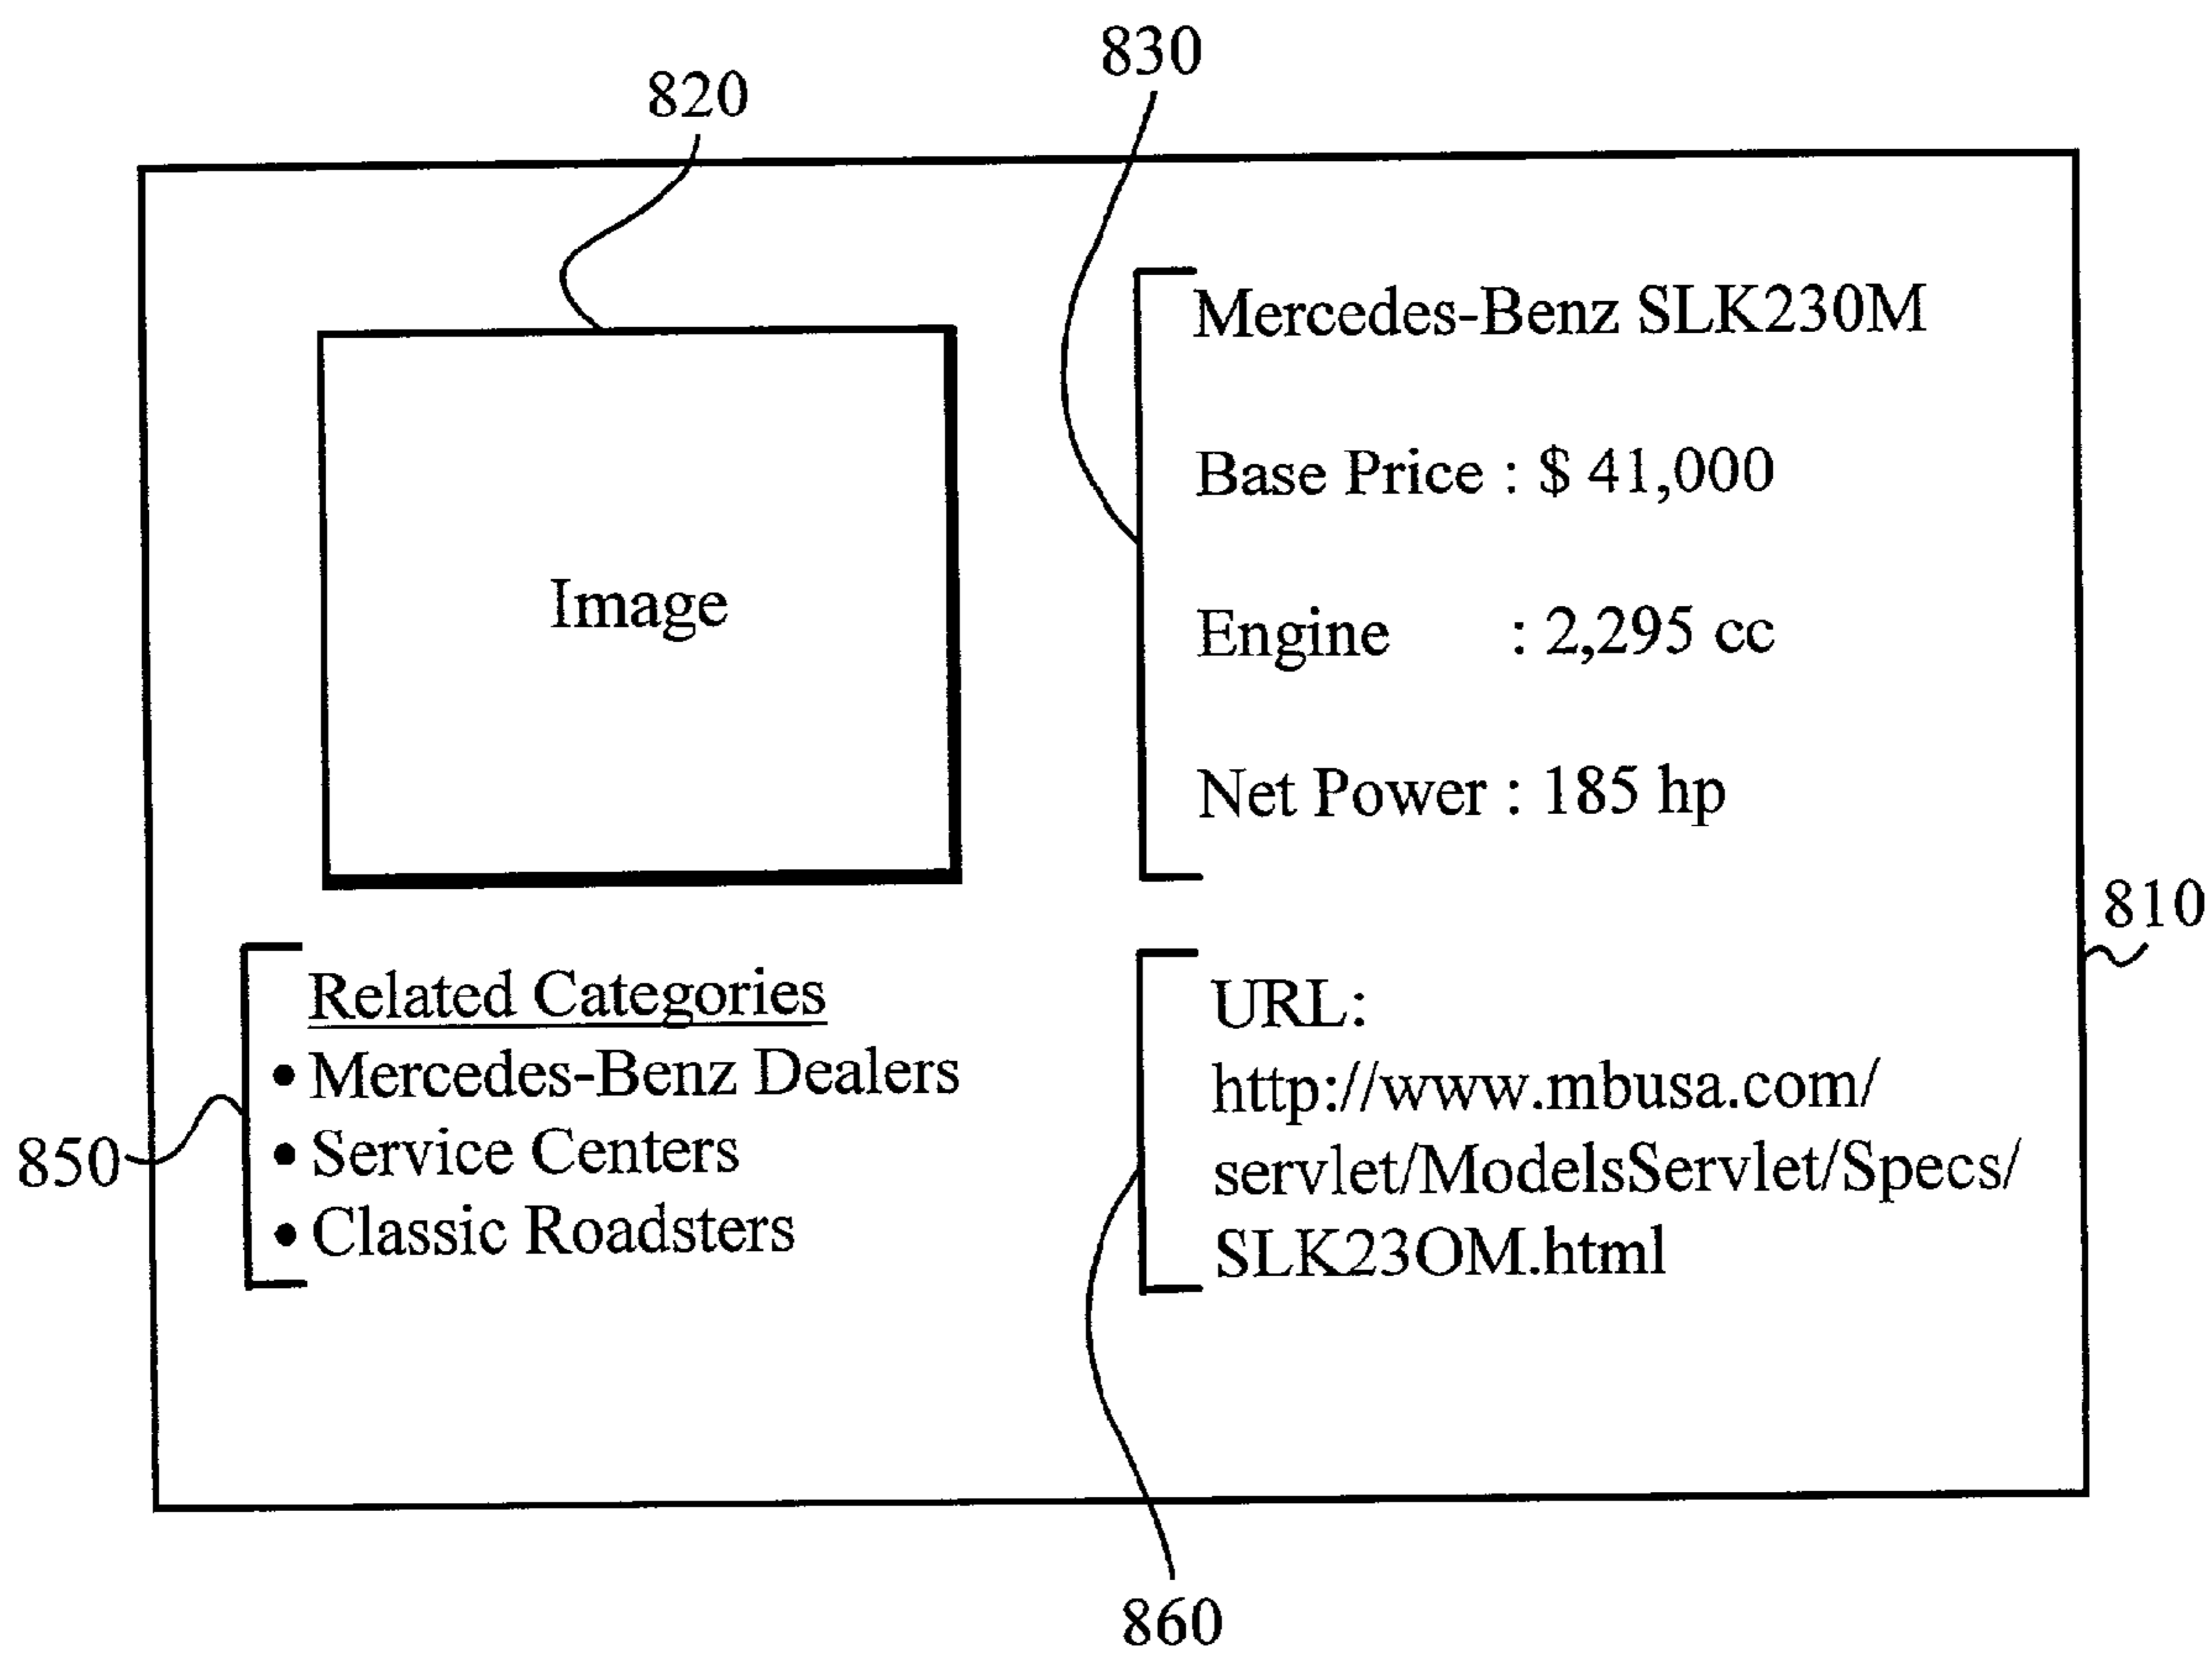 830
820
Mercedes-Benz SLK230M
Base Price : $ 41,000
Image
Engine : 2,295 cc
Net Power : 185 hp
810
Related Categories
• Mercedes-Benz Dealers
• Service Centers
• Classic Roadsters
850
URL:
http://www.mbusa.com/
servlet/ModelsServlet/Specs/
SLK23OM.html
860